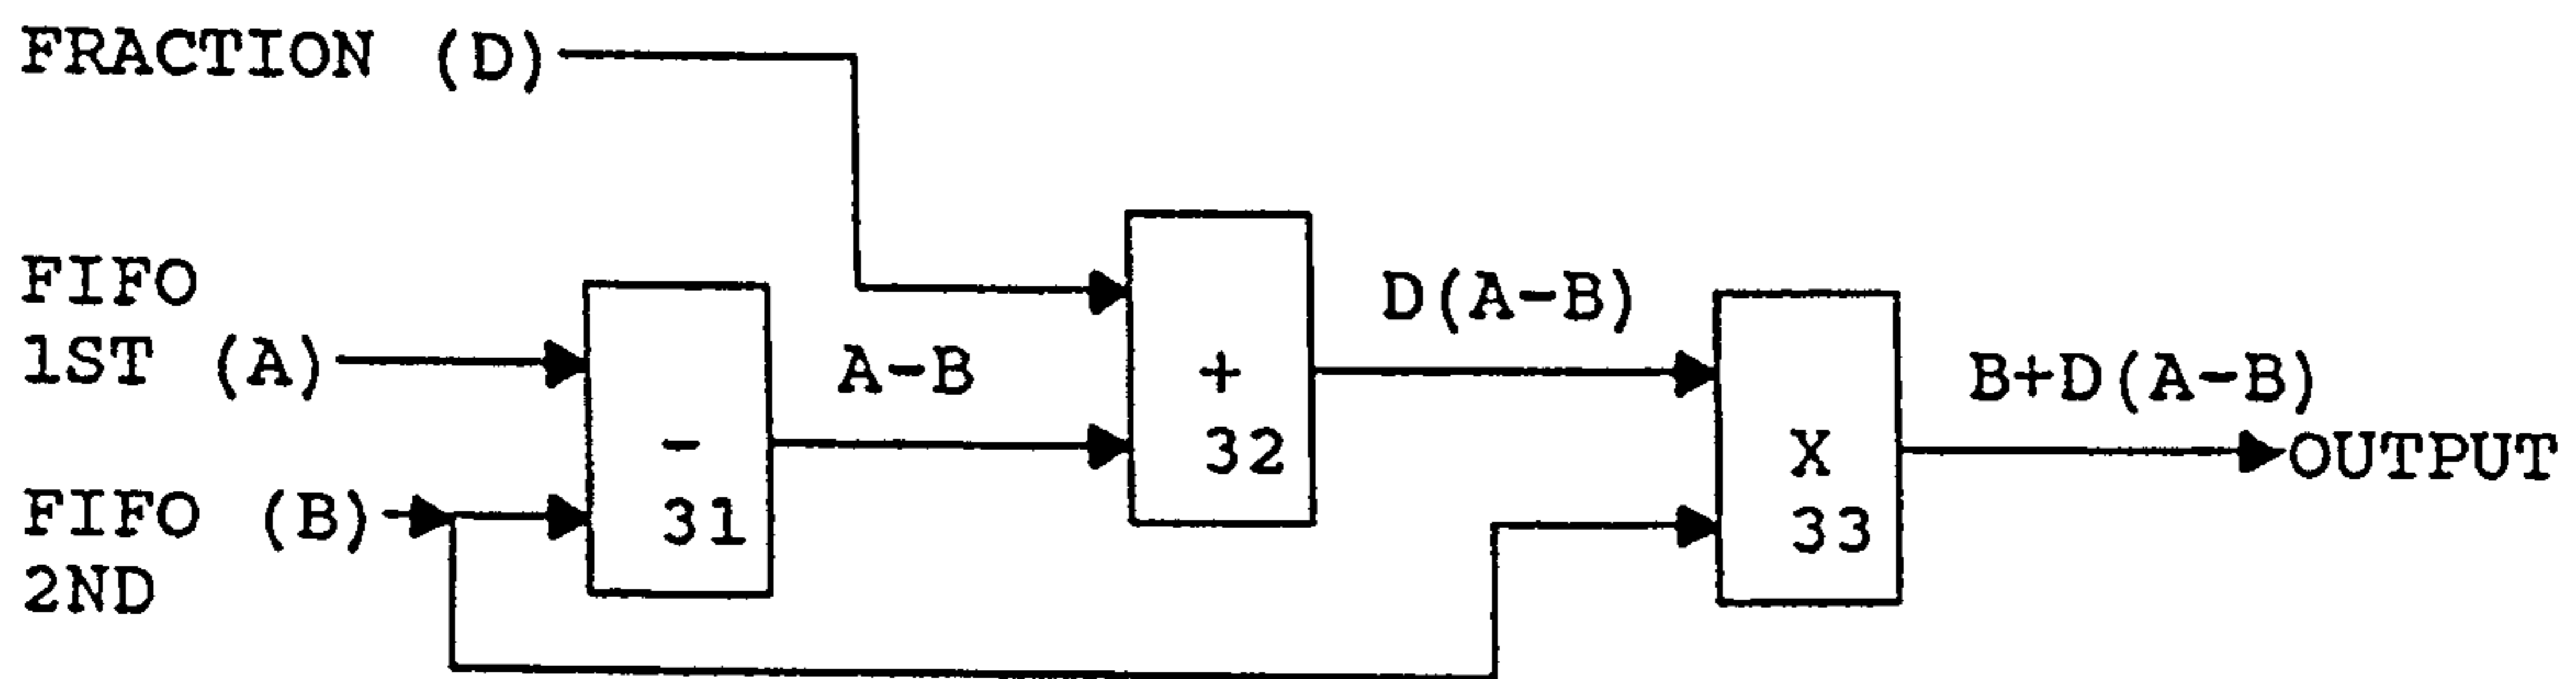 FRACTION (D)
FIFO
1ST (A)
FIFO (B)
2ND
-
31
A-B
+
32
D(A-B)
X
33
B+D(A-B)
OUTPUT